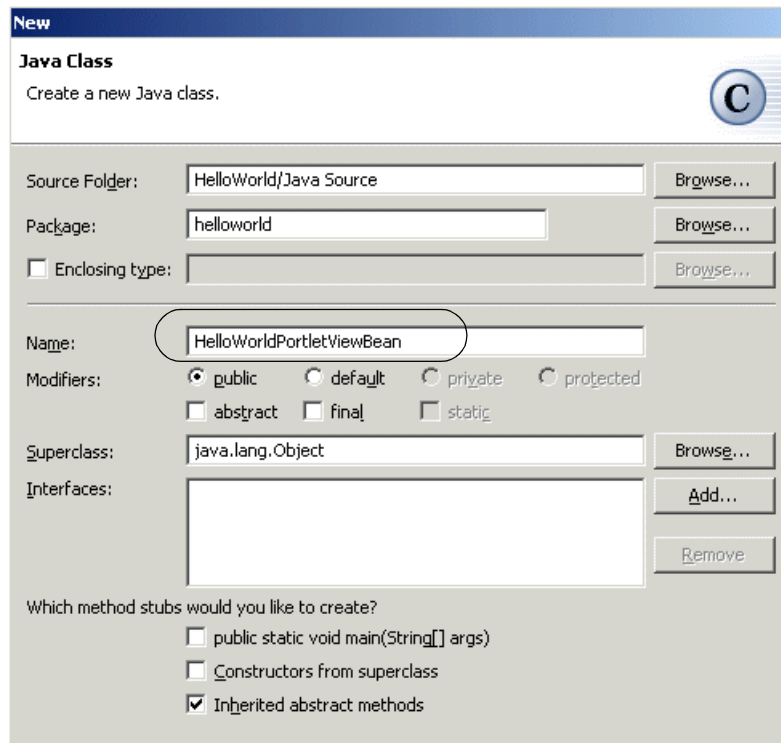 New
Java Class
Create a new Java class.
C
Source Folder: HelloWorld/Java Source Browse...
Package: helloworld Browse...
Enclosing type: Browse...
Name: HelloWorldPortletViewBean
Modifiers: public default private protected
abstract final static
Superclass: java.lang.Object Browse...
Interfaces: Add...
Remove
Which method stubs would you like to create?
public static void main(String[] args)
Constructors from superclass
Inherited abstract methods